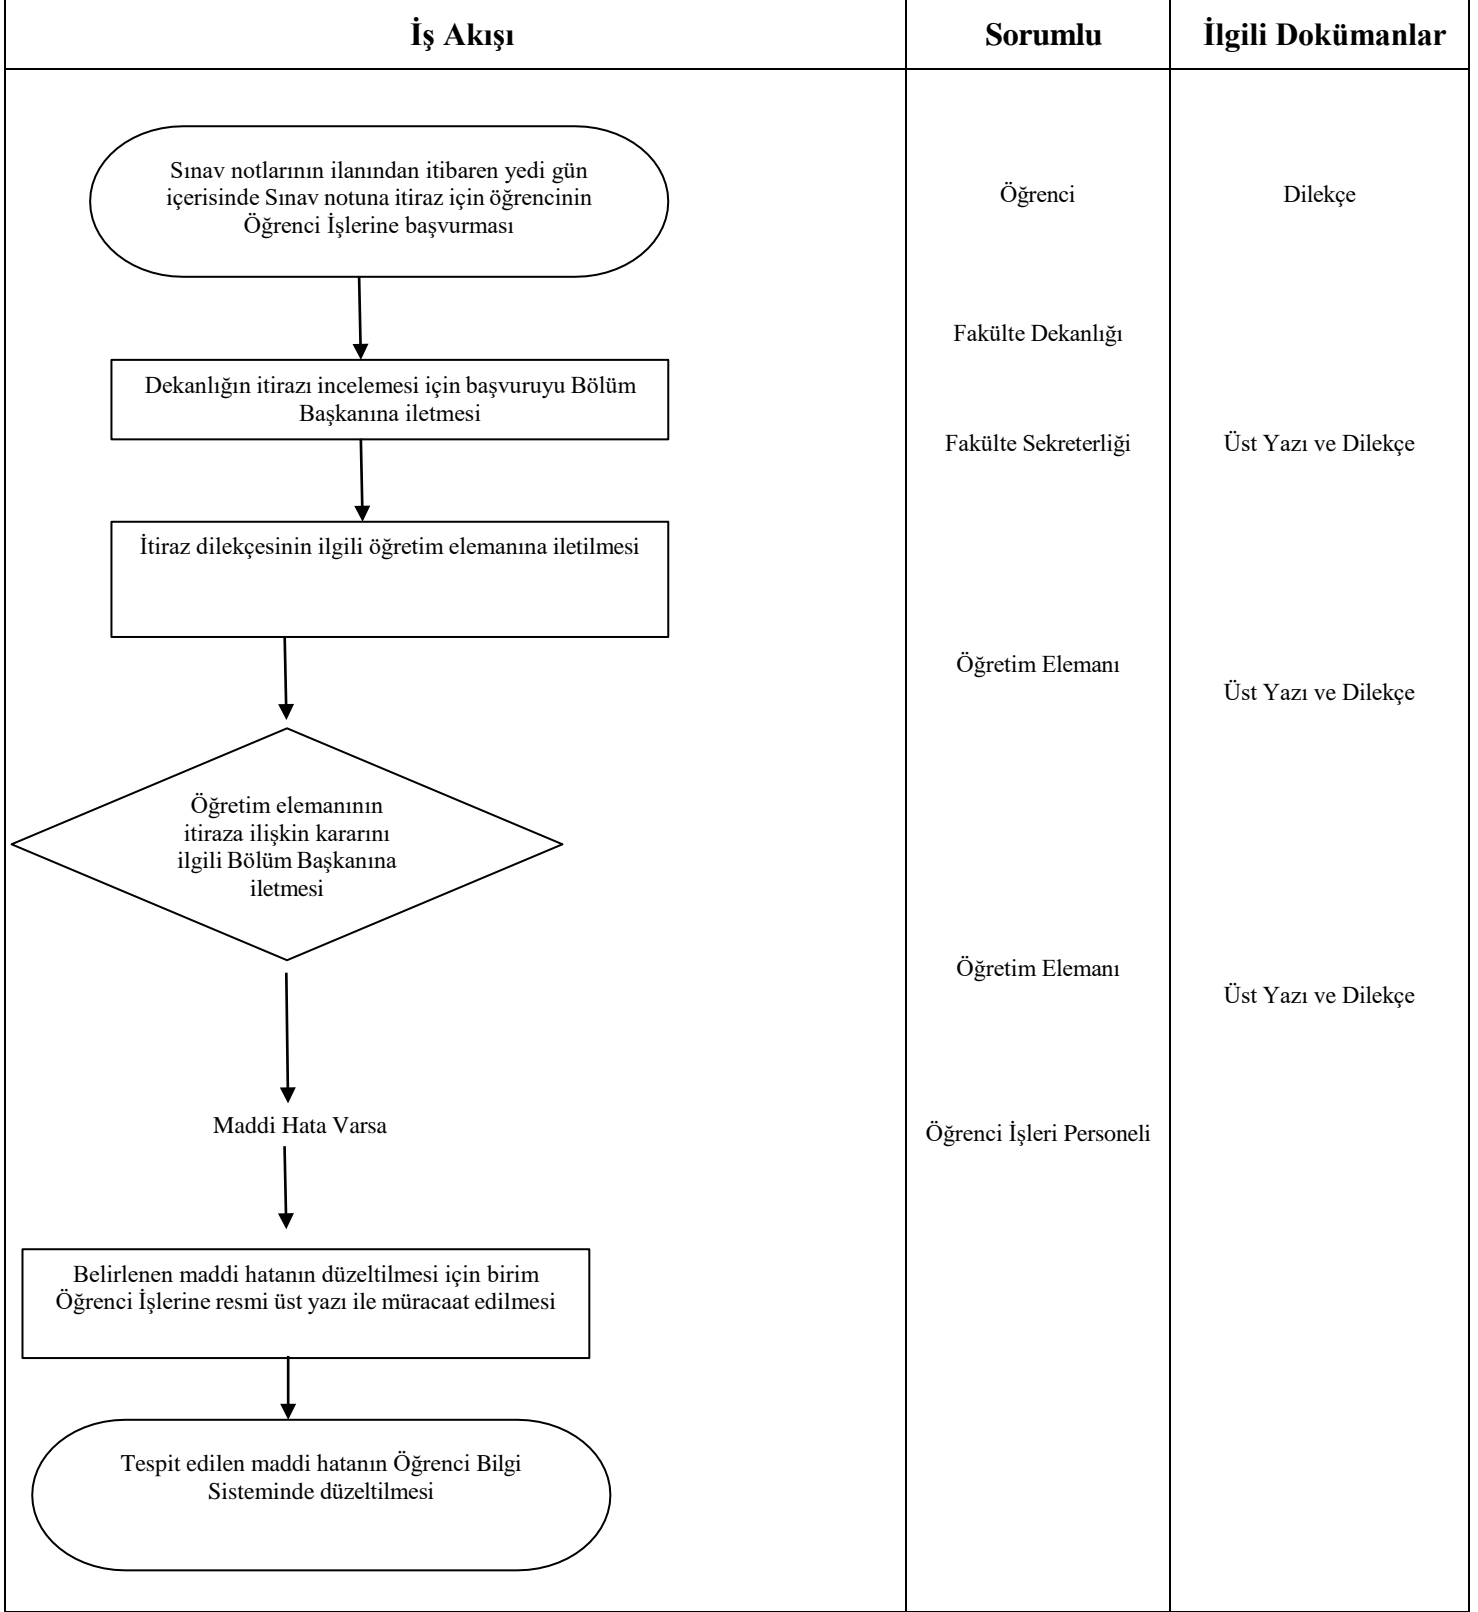 İş Akışı
Sorumlu
İlgili Dokümanlar
Sınav notlarının ilanından itibaren yedi gün
içerisinde Sınav notuna itiraz için öğrencinin
Öğrenci İşlerine başvurması
Öğrenci
Dilekçe
Fakülte Dekanlığı
Dekanlığın itirazı incelemesi için başvuruyu Bölüm
Başkanına iletmesi
Fakülte Sekreterliği
Üst Yazı ve Dilekçe
İtiraz dilekçesinin ilgili öğretim elemanına iletilmesi
Öğretim Elemanı
Üst Yazı ve Dilekçe
Öğretim elemanının
itiraza ilişkin kararını
ilgili Bölüm Başkanına
iletmesi
Öğretim Elemanı
Üst Yazı ve Dilekçe
Maddi Hata Varsa
Öğrenci İşleri Personeli
Belirlenen maddi hatanın düzeltilmesi için birim
Öğrenci İşlerine resmi üst yazı ile müracaat edilmesi
Tespit edilen maddi hatanın Öğrenci Bilgi
Sisteminde düzeltilmesi